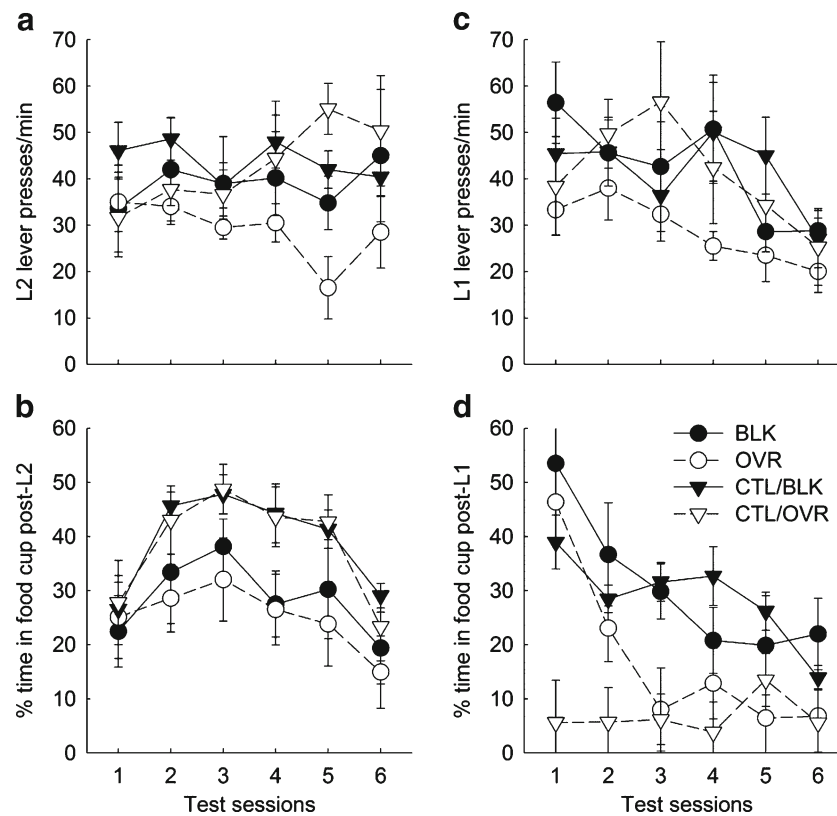 a
L2 lever presses/min
70
60
50
40
30
20
10
0
c
L1 lever presses/min
70
60
50
40
30
20
10
0
b
% time in food cup post-L2
60
50
40
30
20
10
0
1 2 3 4 5 6
Test sessions
d
% time in food cup post-L1
60
50
40
30
20
10
0
BLK
OVR
CTL/BLK
CTL/OVR
1 2 3 4 5 6
Test sessions